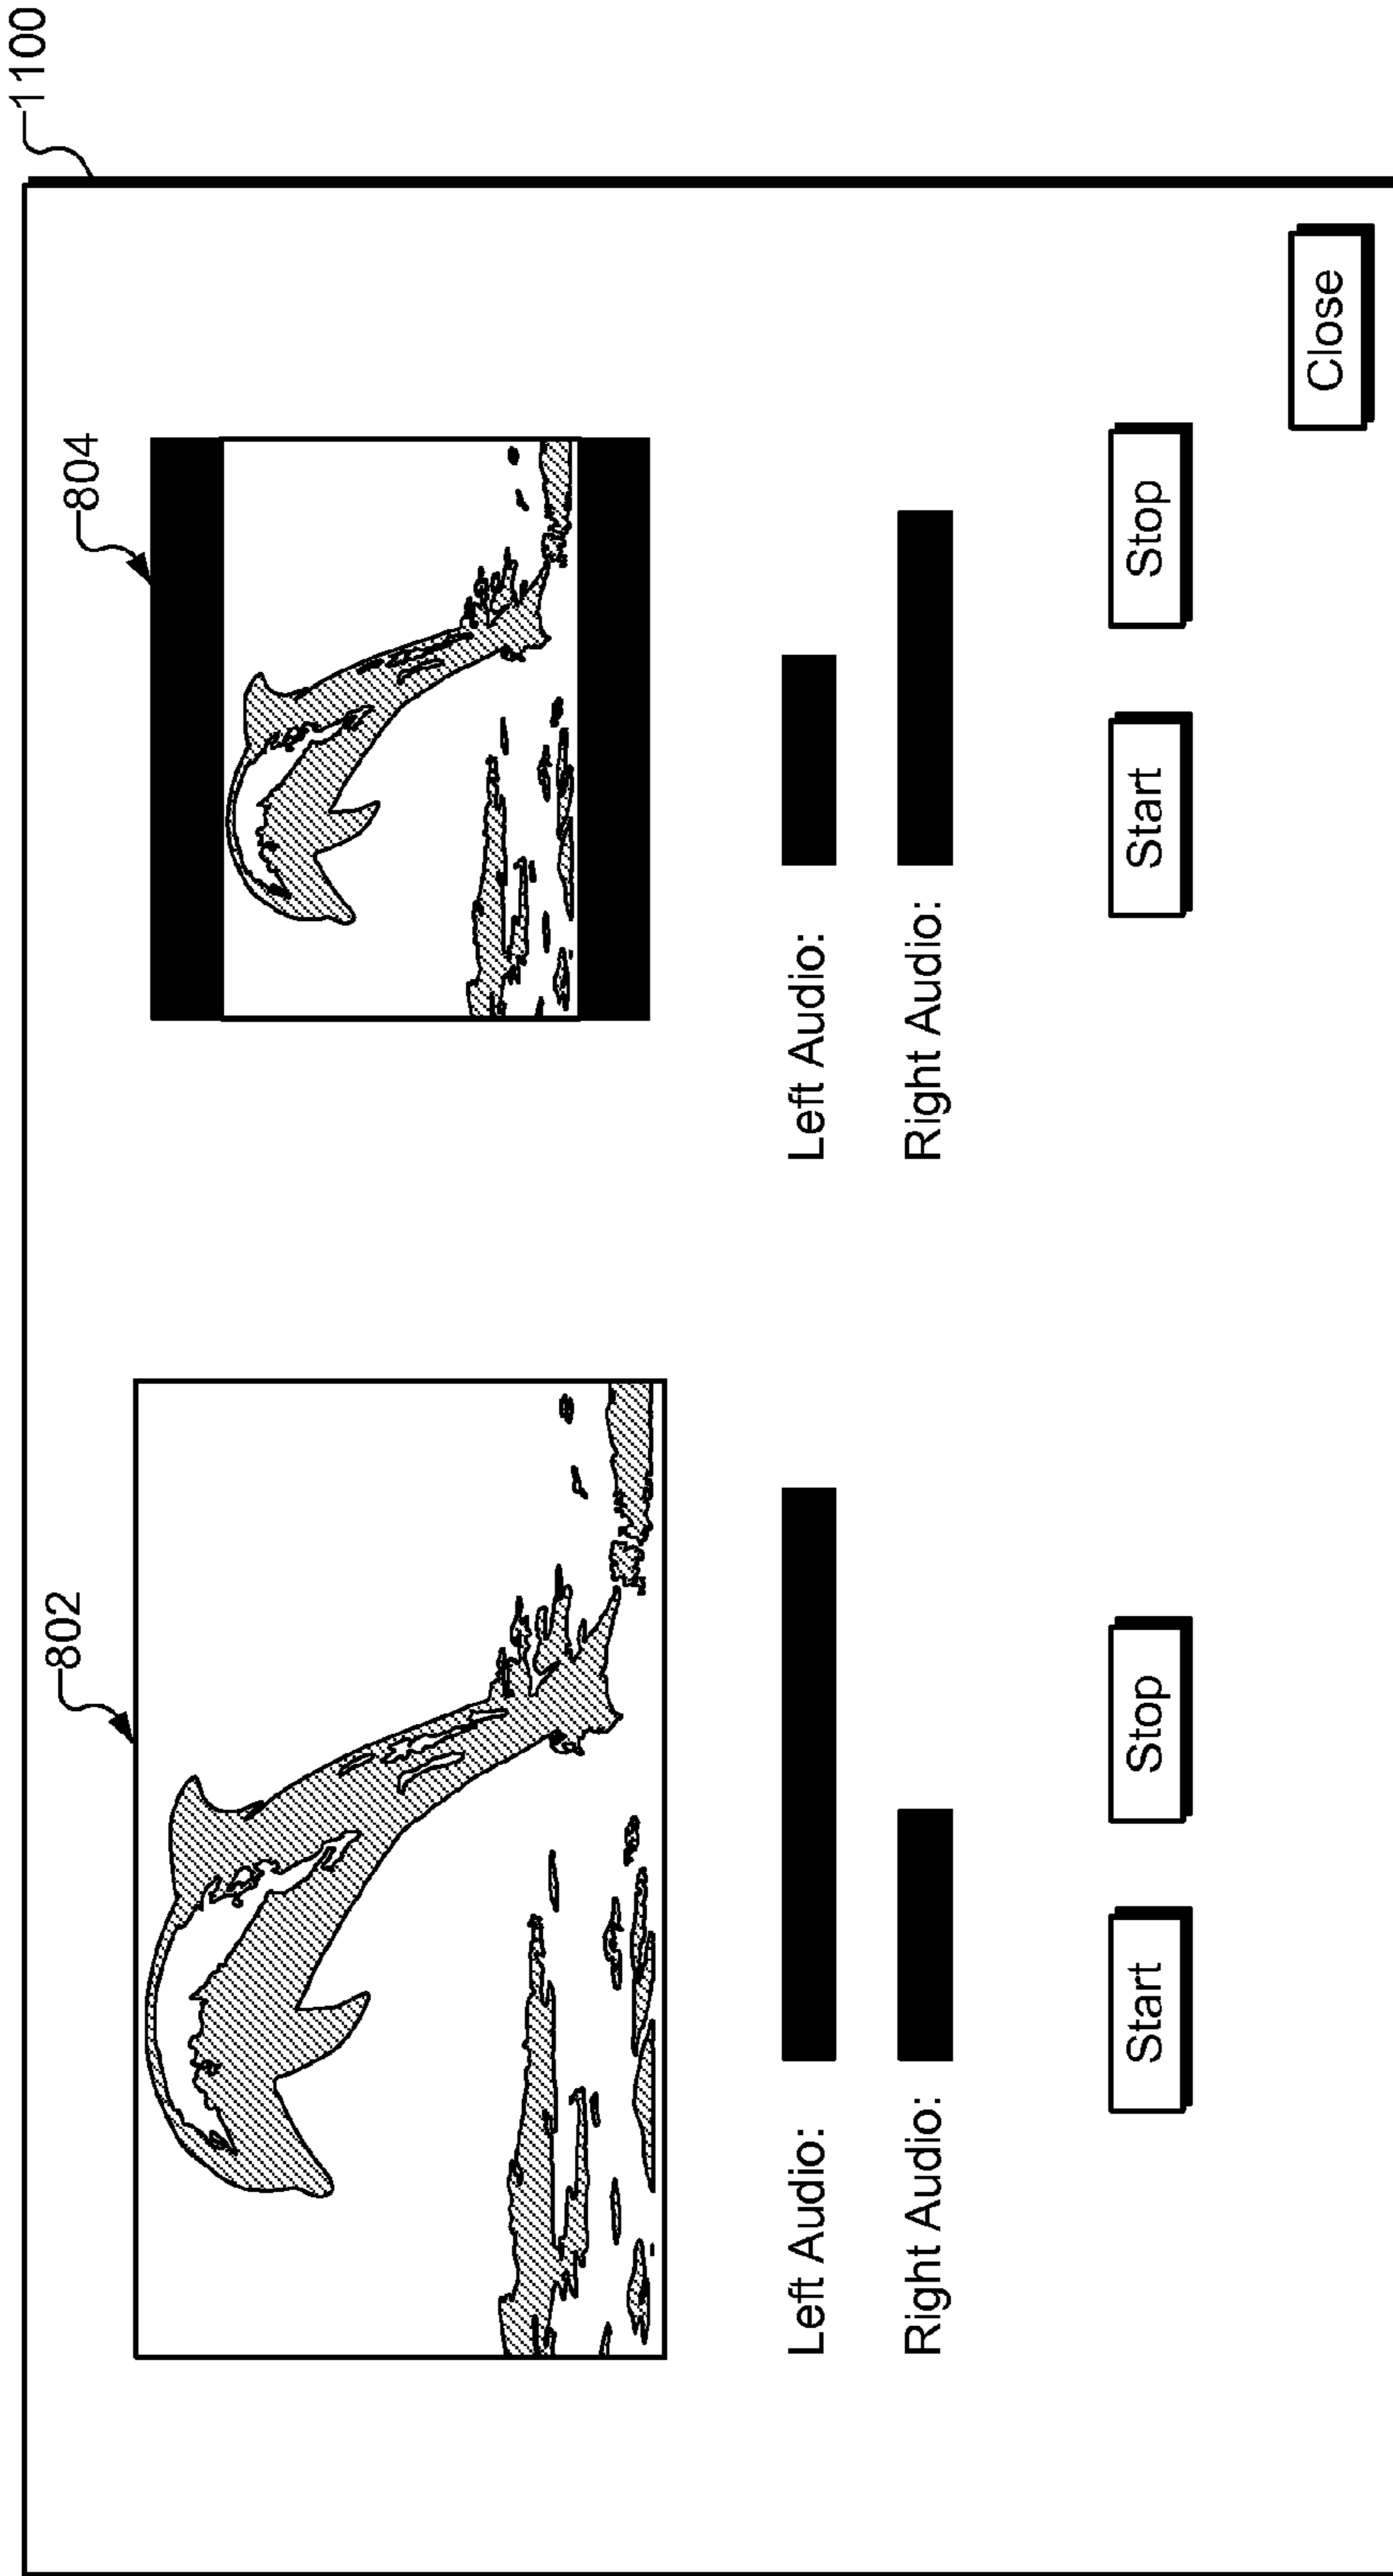 1100
802
804
Left Audio:
Right Audio:
Left Audio:
Right Audio:
Start
Stop
Start
Stop
Close